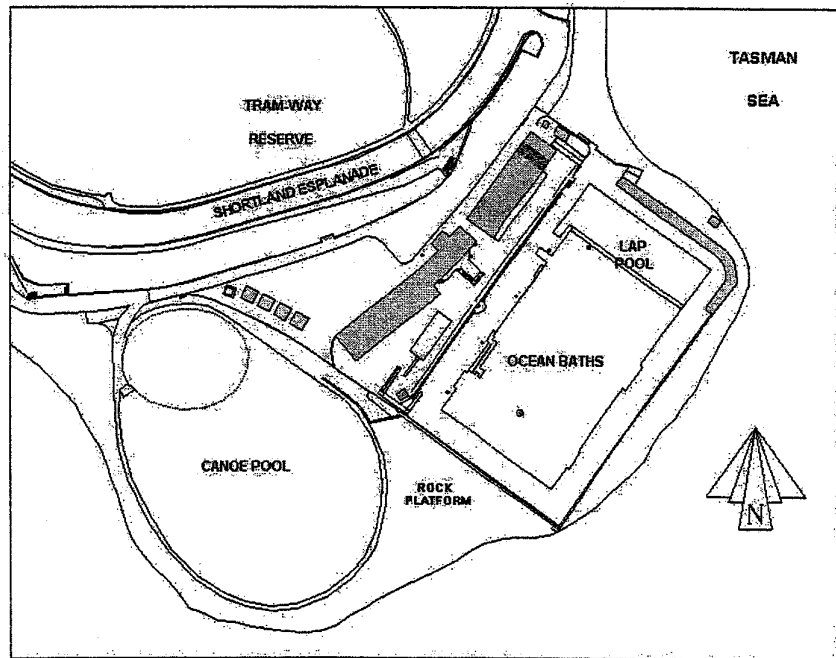 TASMAN
SEA
TRAM-WAY
RESERVE
SHORTLAND ESPLANADE
LAP
POOL
OCEAN BATHS
CANOE POOL
ROCK
PLATFORM
N